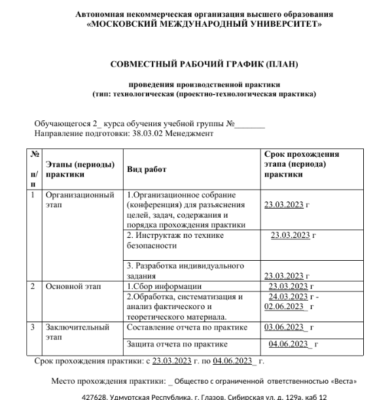 Автономная некоммерческая организация высшего образования
«МОСКОВСКИЙ МЕЖДУНАРОДНЫЙ УНИВЕРСИТЕТ»
СОВМЕСТНЫЙ РАБОЧИЙ ГРАФИК (ПЛАН)
проведения производственной практики
(тип: технологическая (проектно-технологическая практика)
Обучающегося 2_ курса обучения учебной группы №_______
Направление подготовки: 38.03.02 Менеджмент
№ п/п
Этапы (периоды) практики
Вид работ
Срок прохождения этапа (периода) практики
1
Организационный этап
1.Организационное собрание
(конференция) для разъяснения
целей, задач, содержания и
порядка прохождения практики
23.03.2023 г
2. Инструктаж по технике
безопасности
23.03.2023 г
3. Разработка индивидуального
задания
23.03.2023 г
2
Основной этап
1.Сбор информации
23.03.2023 г
2.Обработка, систематизация и
анализ фактического и
теоретического материала.
24.03.2023 г -
02.06.2023_ г
3
Заключительный этап
Составление отчета по практике
03.06.2023_ г
Защита отчета по практике
04.06.2023_ г
Срок прохождения практики: с 23.03.2023 г. по 04.06.2023_ г.
Место прохождения практики: _ Общество с ограниченной ответственностью «Веста»
427628, Удмуртская Республика, г. Глазов, Сибирская ул, д. 129а, каб 12